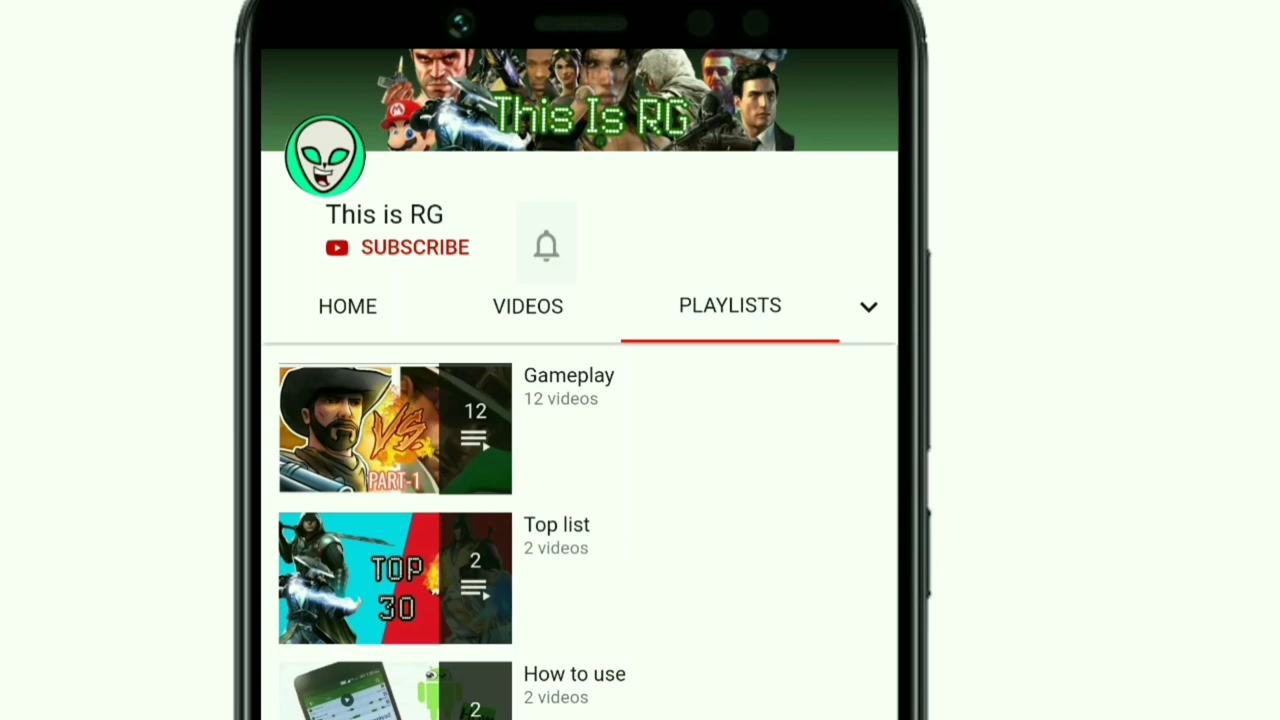 This Is RG
This is RG
SUBSCRIBE
HOME
VIDEOS
PLAYLISTS
12
VS.
PART-1
Gameplay
12 videos
TOP
30
2
Top list
2 videos
2
How to use
2 videos